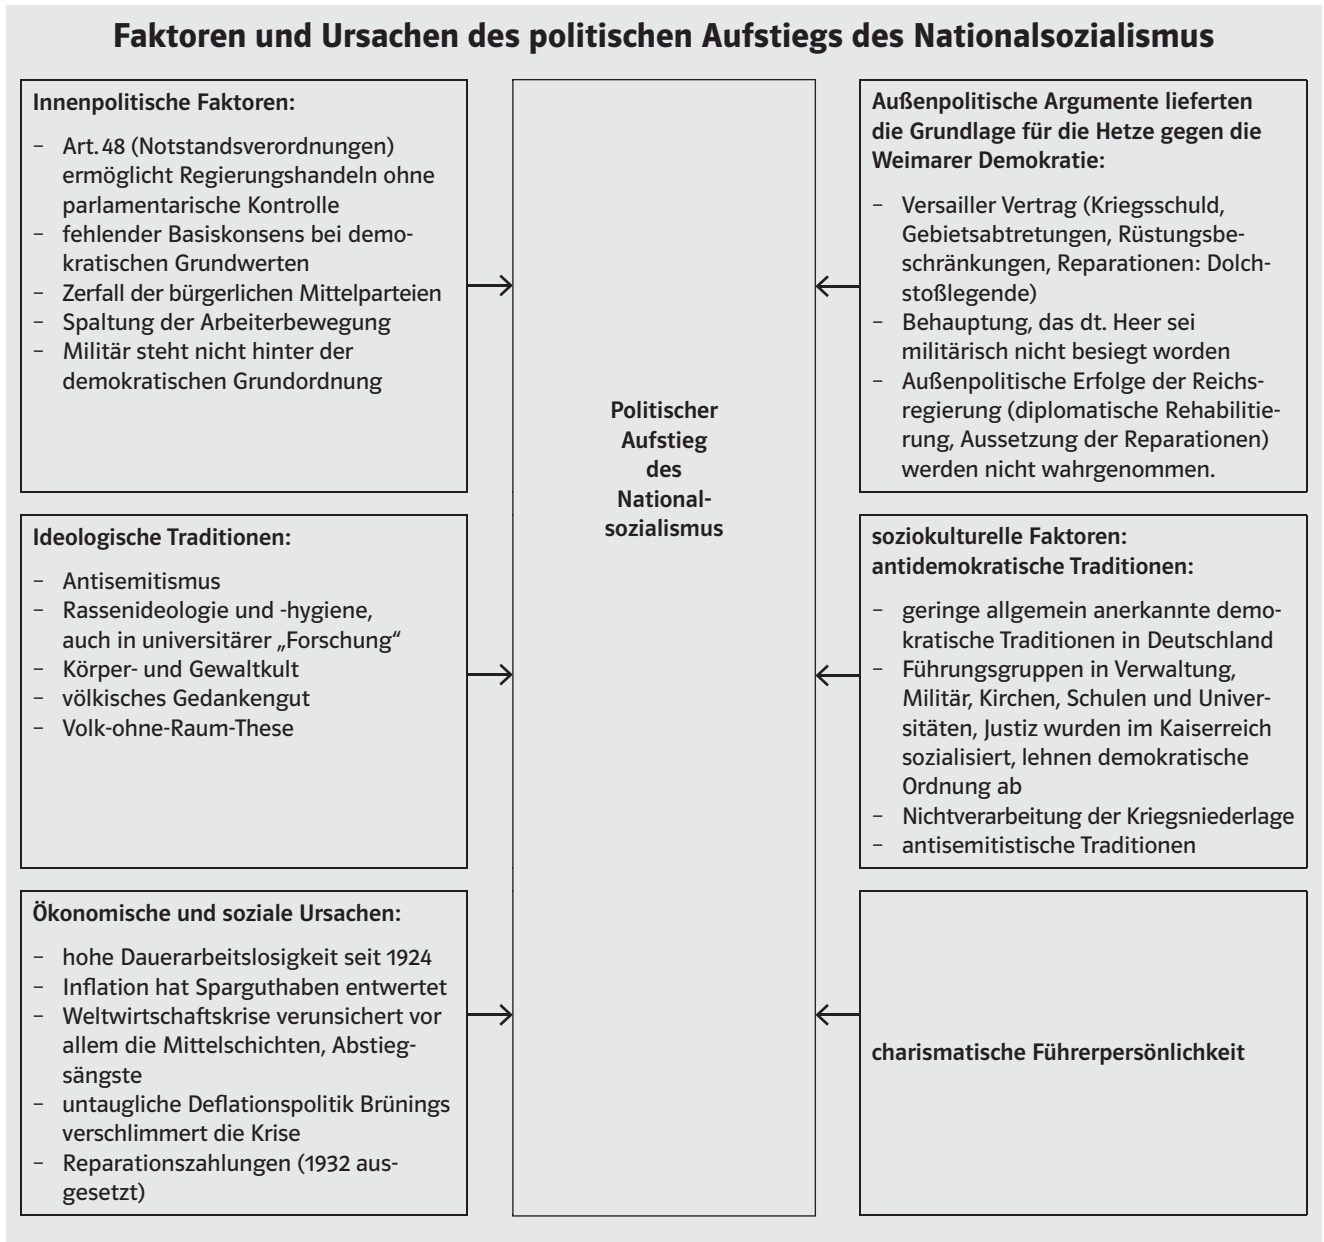 Faktoren und Ursachen des politischen Aufstiegs des Nationalsozialismus
Innenpolitische Faktoren:
– Art. 48 (Notstandsverordnungen)
ermöglicht Regierungshandeln ohne
parlamentarische Kontrolle
– fehlender Basiskonsens bei demo-
kratischen Grundwerten
– Zerfall der bürgerlichen Mittelparteien
– Spaltung der Arbeiterbewegung
– Militär steht nicht hinter der
demokratischen Grundordnung
Ideologische Traditionen:
– Antisemitismus
– Rassenideologie und -hygiene,
auch in universitärer „Forschung“
– Körper- und Gewaltkult
– völkisches Gedankengut
– Volk-ohne-Raum-These
Ökonomische und soziale Ursachen:
– hohe Dauerarbeitslosigkeit seit 1924
– Inflation hat Sparguthaben entwertet
– Weltwirtschaftskrise verunsichert vor
allem die Mittelschichten, Abstieg-
sängste
– untaugliche Deflationspolitik Brünings
verschlimmert die Krise
– Reparationszahlungen (1932 aus-
gesetzt)
Politischer
Aufstieg
des
National-
sozialismus
Außenpolitische Argumente lieferten
die Grundlage für die Hetze gegen die
Weimarer Demokratie:
– Versailler Vertrag (Kriegsschuld,
Gebietsabtretungen, Rüstungsbe-
schränkungen, Reparationen: Dolch-
stoßlegende)
– Behauptung, das dt. Heer sei
militärisch nicht besiegt worden
– Außenpolitische Erfolge der Reichs-
regierung (diplomatische Rehabilitie-
rung, Aussetzung der Reparationen)
werden nicht wahrgenommen.
soziokulturelle Faktoren:
antidemokratische Traditionen:
– geringe allgemein anerkannte demo-
kratische Traditionen in Deutschland
– Führungsgruppen in Verwaltung,
Militär, Kirchen, Schulen und Univer-
sitäten, Justiz wurden im Kaiserreich
sozialisiert, lehnen demokratische
Ordnung ab
– Nichtverarbeitung der Kriegsniederlage
– antisemitistische Traditionen
charismatische Führerpersönlichkeit